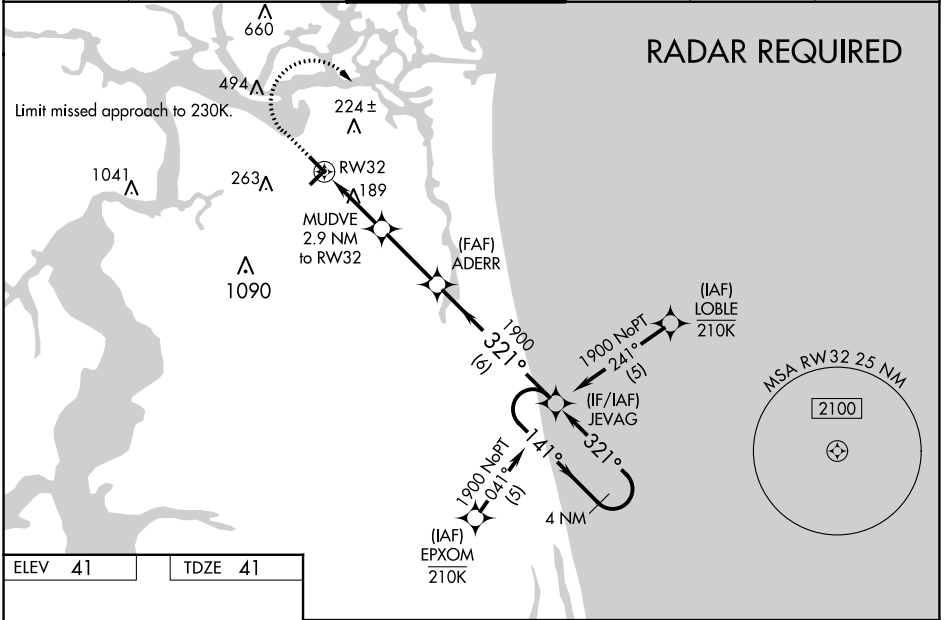 660
RADAR REQUIRED
494
Limit missed approach to 230K.
224 ±
RW32
1041
263
189
MUDVE
2.9 NM
to RW32
(FAF)
ADERR
1090
(IAF)
LOBLE
210K
1900
321°
(6)
1900 NoPT
241°
(5)
MSA RW32 25 NM
2100
(IF/IAF)
JEVAG
141°
321°
1900 NoPT
041°
(5)
4 NM
(IAF)
EPXOM
210K
ELEV 41
TDZE 41